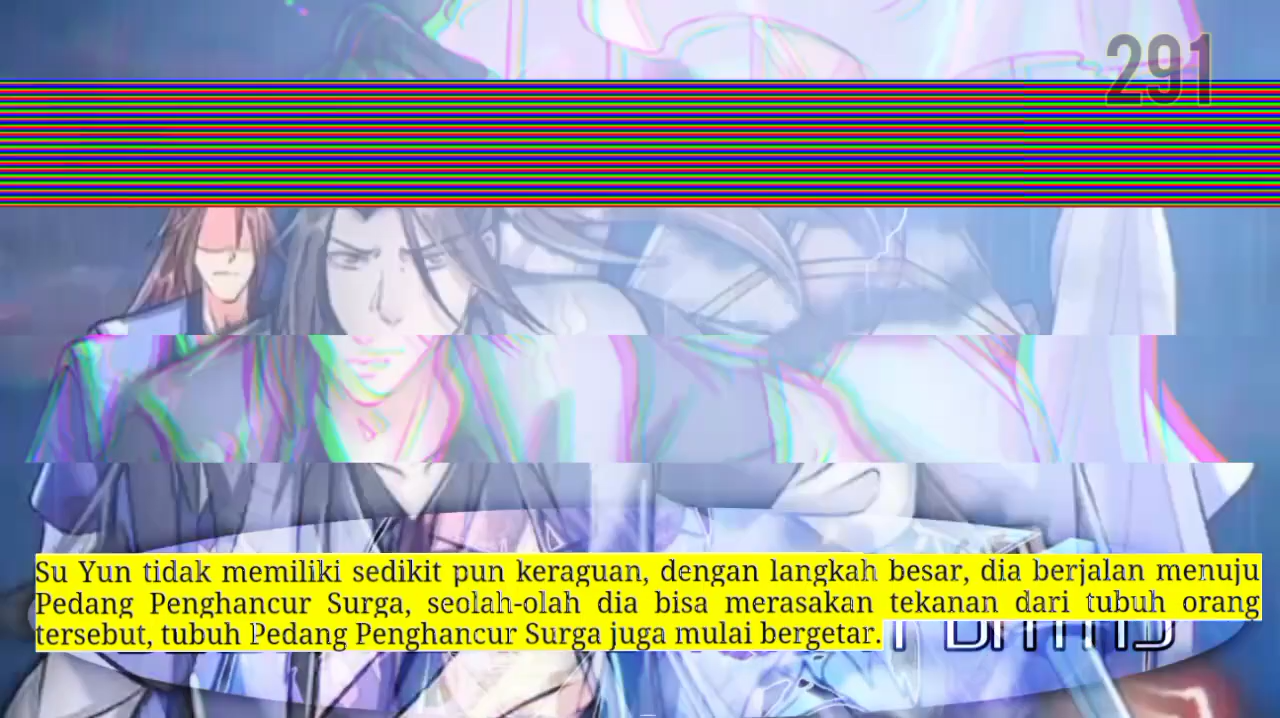 291
Su Yun tidak memiliki sedikit pun keraguan, dengan langkah besar, dia berjalan menuju
Pedang Penghancur Surga, seolah-olah dia bisa merasakan tekanan dari tubuh orang
tersebut, tubuh Pedang Penghancur Surga juga mulai bergetar.